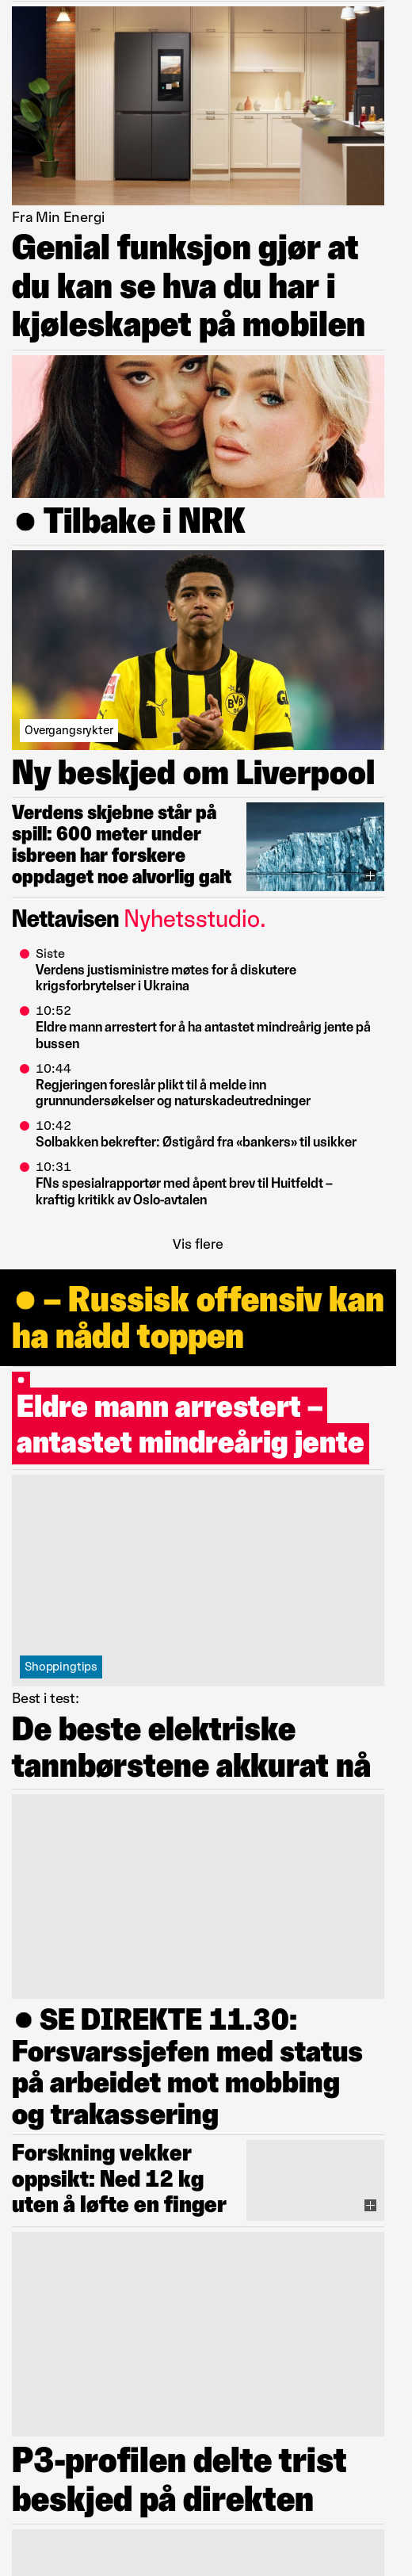 Fra Min Energi
Genial funksjon gjør at
du kan se hva du har i
kjøleskapet på mobilen
● Tilbake i NRK
BVB
09
Overgangsrykter
Ny beskjed om Liverpool
Verdens skjebne står på
spill: 600 meter under
isbreen har forskere
oppdaget noe alvorlig galt
Nettavisen Nyhetsstudio.
Siste
Verdens justisministre møtes for å diskutere
krigsforbrytelser i Ukraina
10:52
Eldre mann arrestert for å ha antastet mindreårig jente på
bussen
10:44
Regjeringen foreslår plikt til å melde inn
grunnundersøkelser og naturskadeutredninger
10:42
Solbakken bekrefter: Østigård fra «bankers» til usikker
10:31
FNs spesialrapportør med åpent brev til Huitfeldt –
kraftig kritikk av Oslo-avtalen
Vis flere
● – Russisk offensiv kan
ha nådd toppen
Eldre mann arrestert –
antastet mindreårig jente
Shoppingtips
Best i test:
De beste elektriske
tannbørstene akkurat nå
● SE DIREKTE 11.30:
Forsvarssjefen med status
på arbeidet mot mobbing
og trakassering
Forskning vekker
oppsikt: Ned 12 kg
uten å løfte en finger
P3-profilen delte trist
beskjed på direkten